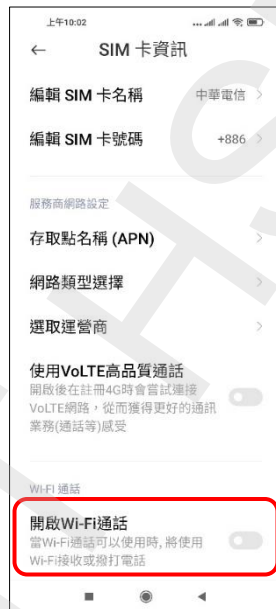 上午10:02
SIM 卡資訊
編輯 SIM 卡名稱 中華電信
編輯 SIM 卡號碼 +886
服務商網路設定
存取點名稱 (APN)
網路類型選擇
選取運營商
使用VoLTE高品質通話
開啟後在註冊4G時會嘗試連接
VoLTE網路，從而獲得更好的通訊
業務(通話等)感受
WI-FI 通話
開啟Wi-Fi通話
當Wi-Fi通話可以使用時, 將使用
Wi-Fi接收或撥打電話